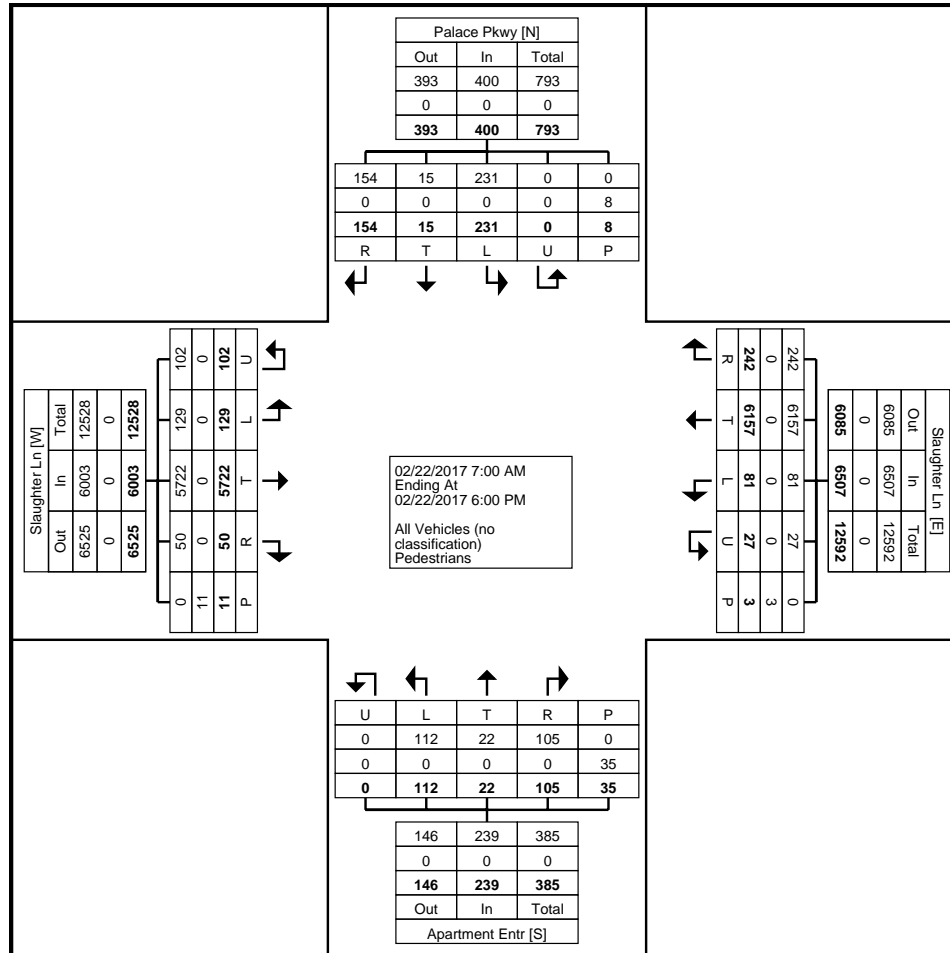 Palace Pkwy [N]
Out In Total
393 400 793
0 0 0
393 400 793
154 15 231 0 0
0 0 0 0 8
154 15 231 0 8
R T L U P
Slaughter Ln [W]
Total In Out
12528 6003 6525
0 0 0
12528 6003 6525
102 129 5722 50 0
0 0 0 0 11
102 129 5722 50 11
U L T R P
02/22/2017 7:00 AM
Ending At
02/22/2017 6:00 PM
All Vehicles (no
classification)
Pedestrians
Slaughter Ln [E]
Out In Total
6085 6507 12592
0 0 0
6085 6507 12592
242 6157 81 27 0
0 0 0 0 3
242 6157 81 27 3
R T L U P
U L T R P
0 112 22 105 0
0 0 0 0 35
0 112 22 105 35
146 239 385
0 0 0
146 239 385
Out In Total
Apartment Entr [S]